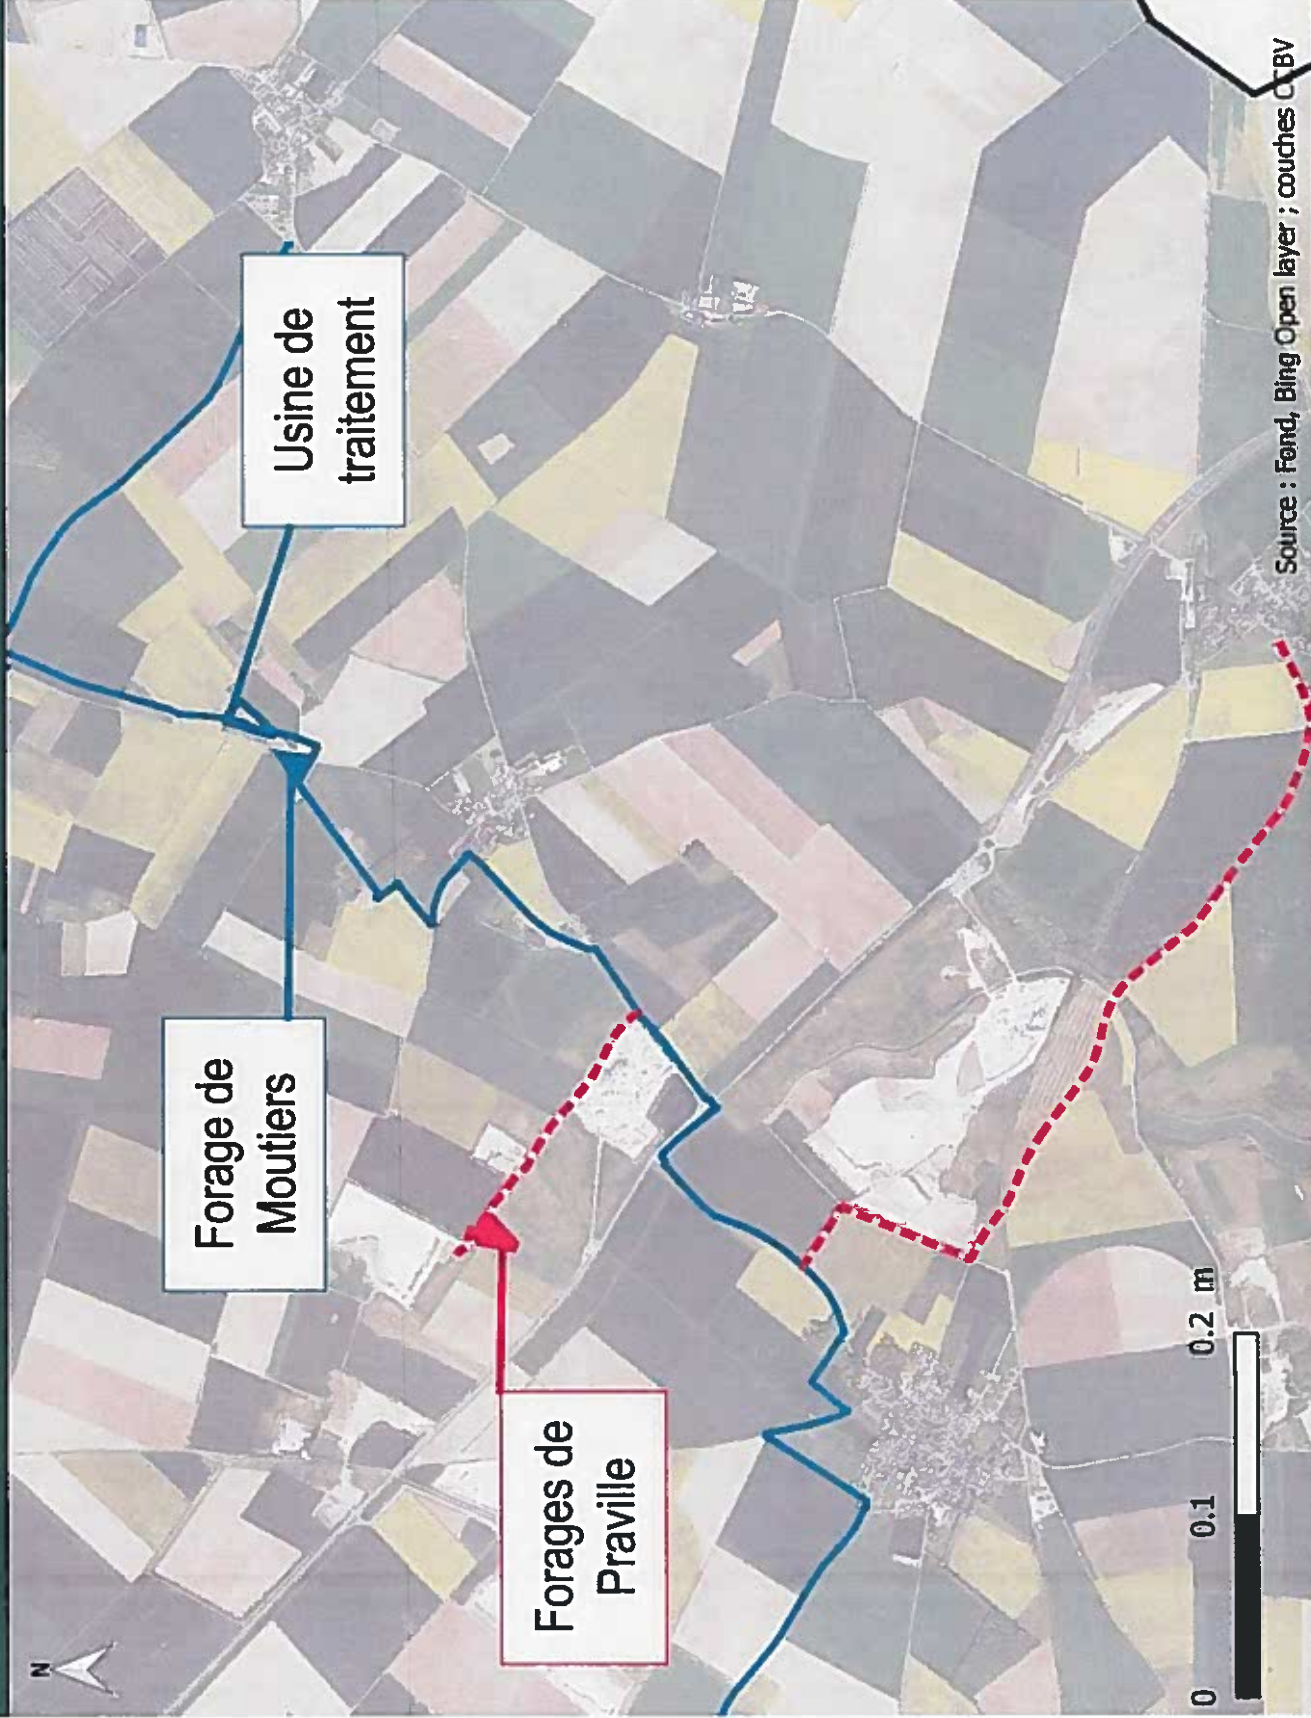 N
Usine de
traitement
Forage de
Moutiers
Forages de
Praville
0 0.1 0.2 m
Source : Fond, Bing Open layer ; couches CCBV